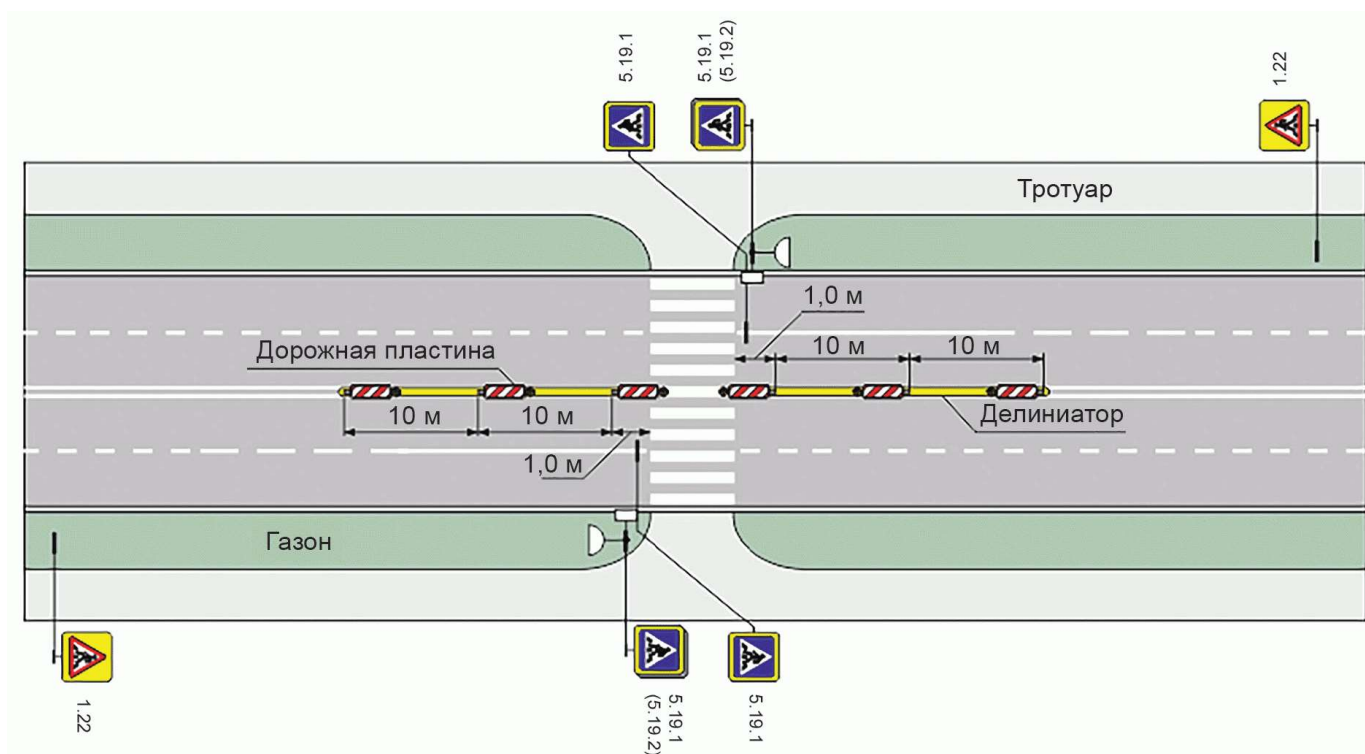 5.19.1
5.19.1
(5.19.2)
1.22
Тротуар
1,0 м
Дорожная пластина
10 м
10 м
10 м
10 м
Делиниатор
1,0 м
Газон
1.22
5.19.1
(5.19.2)
5.19.1